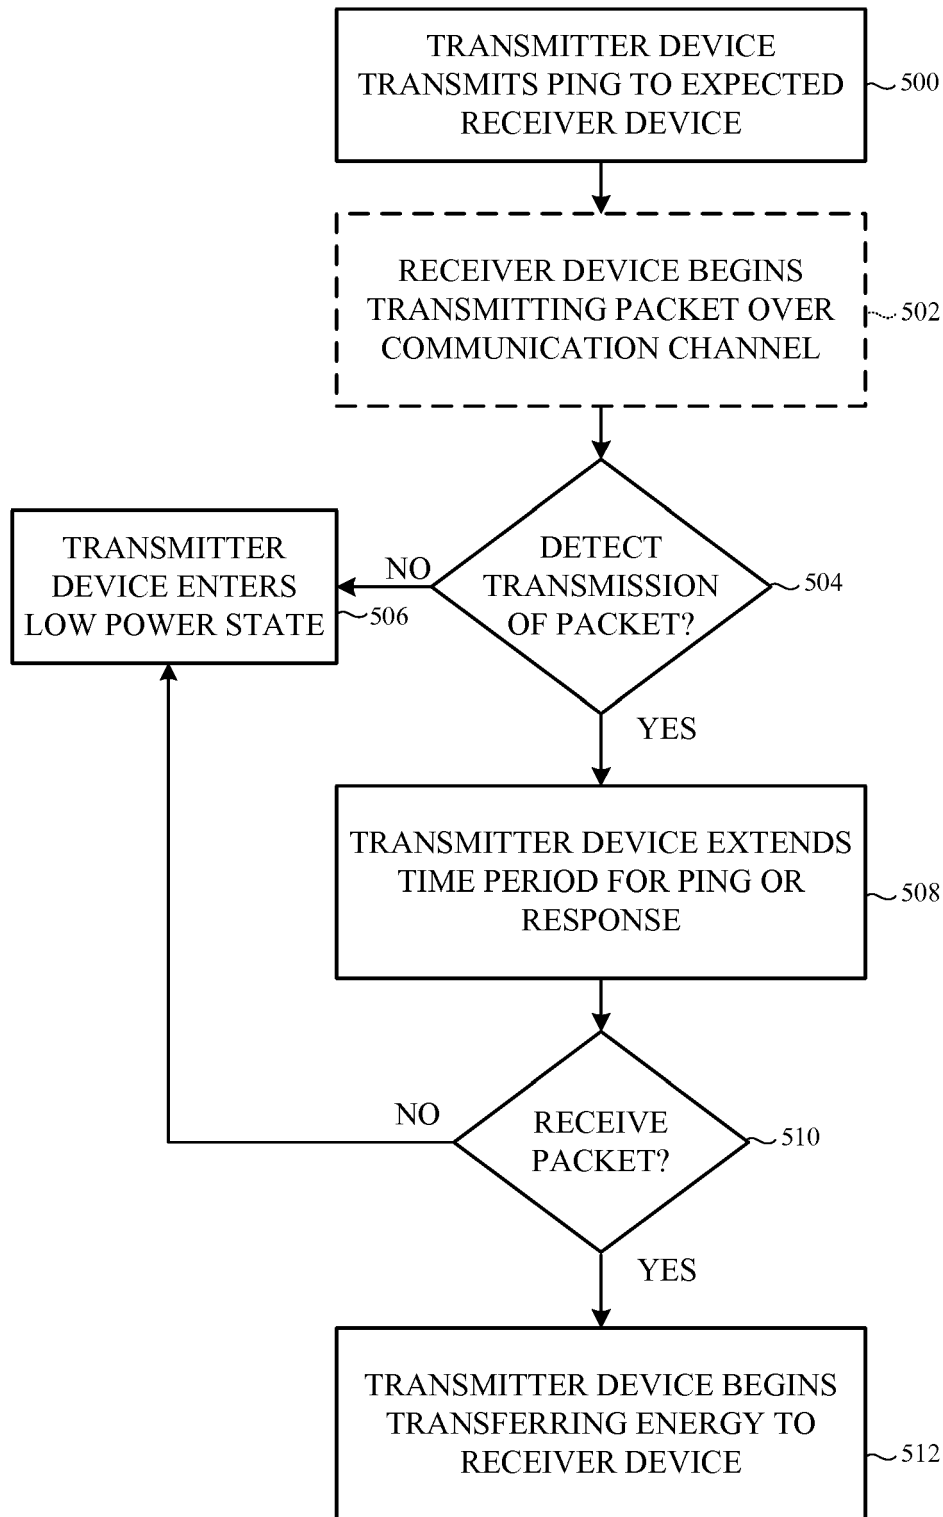 TRANSMITTER DEVICE
TRANSMITS PING TO EXPECTED
RECEIVER DEVICE
500
RECEIVER DEVICE BEGINS
TRANSMITTING PACKET OVER
COMMUNICATION CHANNEL
502
DETECT
TRANSMISSION
OF PACKET?
504
NO
TRANSMITTER
DEVICE ENTERS
LOW POWER STATE
506
YES
TRANSMITTER DEVICE EXTENDS
TIME PERIOD FOR PING OR
RESPONSE
508
RECEIVE
PACKET?
510
NO
YES
TRANSMITTER DEVICE BEGINS
TRANSFERRING ENERGY TO
RECEIVER DEVICE
512